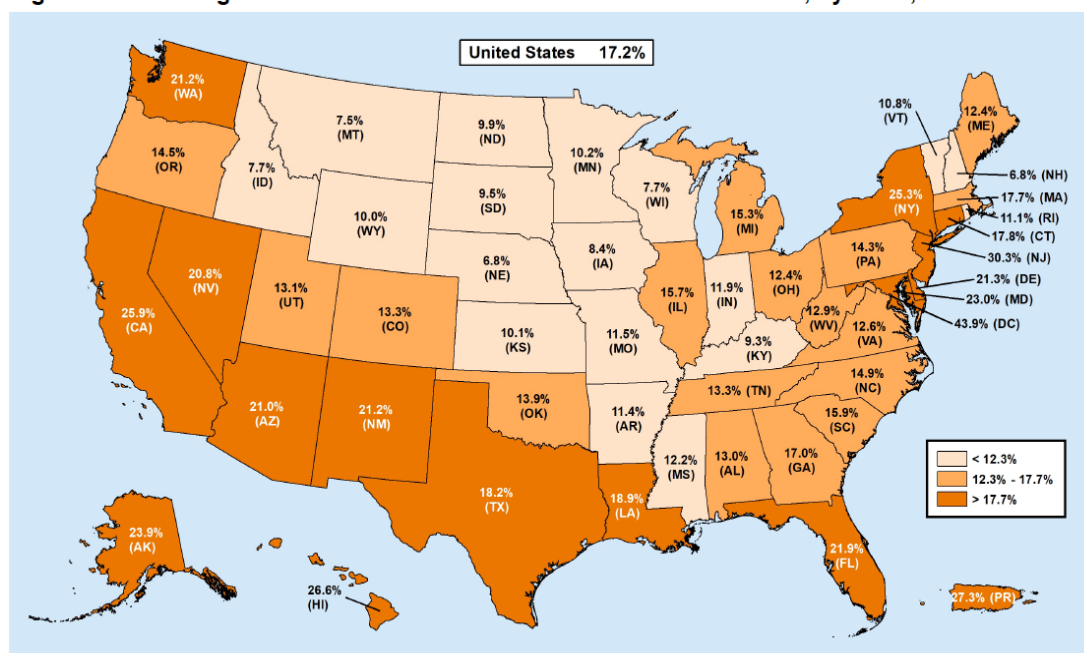 United States 17.2%
21.2%
(WA)
7.5%
(MT)
9.9%
(ND)
10.2%
(MN)
10.8%
(VT)
12.4%
(ME)
14.5%
(OR)
7.7%
(ID)
9.5%
(SD)
7.7%
(WI)
15.3%
(MI)
25.3%
(NY)
6.8% (NH)
17.7% (MA)
11.1% (RI)
17.8% (CT)
30.3% (NJ)
21.3% (DE)
23.0% (MD)
43.9% (DC)
10.0%
(WY)
6.8%
(NE)
8.4%
(IA)
14.3%
(PA)
20.8%
(NV)
13.1%
(UT)
13.3%
(CO)
15.7%
(IL)
11.9%
(IN)
12.4%
(OH)
12.9%
(WV)
12.6%
(VA)
25.9%
(CA)
10.1%
(KS)
11.5%
(MO)
9.3%
(KY)
21.0%
(AZ)
21.2%
(NM)
13.9%
(OK)
11.4%
(AR)
13.3% (TN)
14.9%
(NC)
15.9%
(SC)
12.2%
(MS)
13.0%
(AL)
17.0%
(GA)
18.2%
(TX)
18.9%
(LA)
21.9%
(FL)
< 12.3%
12.3% - 17.7%
> 17.7%
23.9%
(AK)
26.6%
(HI)
27.3% (PR)